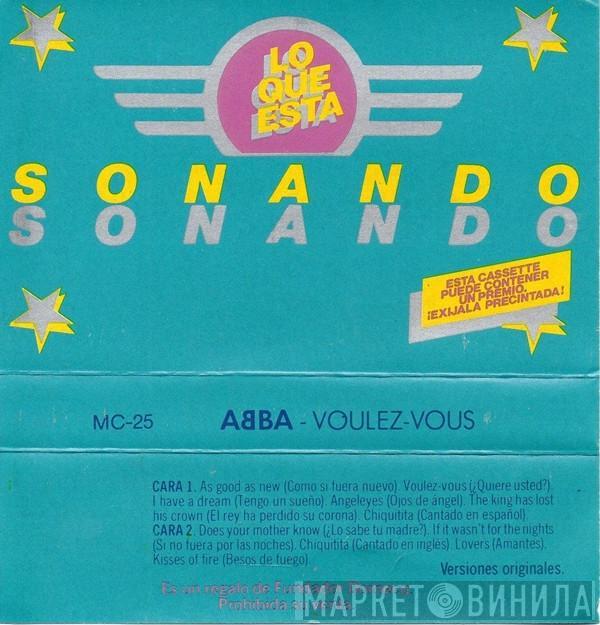 LO
QUE
ESTA
SONANDO
SONANDO
ESTA CASSETTE
PUEDE CONTENER
UN PREMIO.
¡EXIJALA PRECINTADA!
MC-25 ABBA - VOULEZ-VOUS
CARA 1. As good as new (Como si fuera nuevo). Voulez-vous (¿Quiere usted?).
I have a dream (Tengo un sueño). Angeleyes (Ojos de ángel). The king has lost
his crown (El rey ha perdido su corona). Chiquitita (Cantado en español)
CARA 2. Does your mother know (¿Lo sabe tu madre?). If it wasn't for the nights
(Si no fuera por las noches). Chiquitita (Cantado en inglés). Lovers (Amantes).
Kisses of fire (Besos de fuego)
Versiones originales.
Es un regalo de Fundador Domecq.
Prohibida su venta.
МАРКЕТ ВИНИЛА